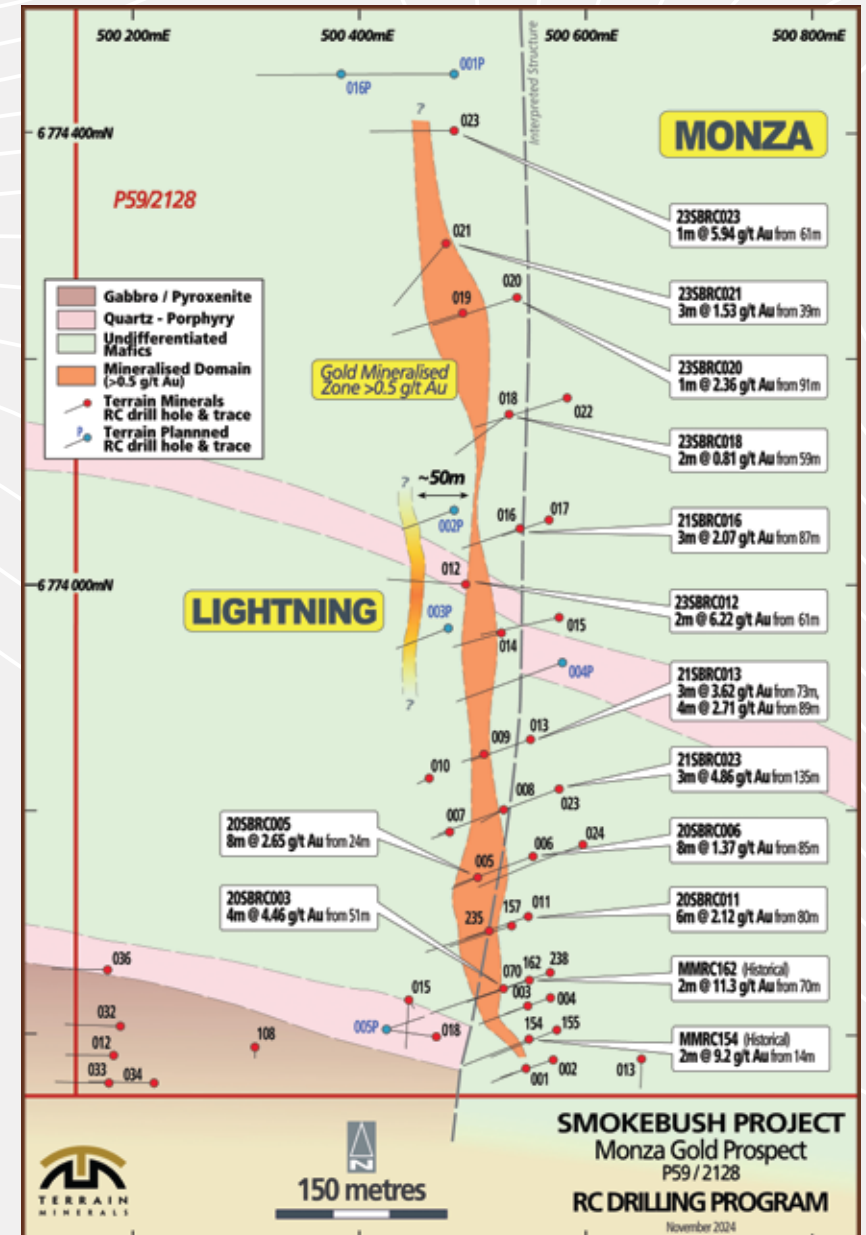 500 200mE
500 400mE
500 600mE
500 800mE
001P
016P
?
023
Interpreted Structure
6 774 400mN
MONZA
P59/2128
23SBRC023
1m @ 5.94 g/t Au from 61m
021
020
019
23SBRC021
3m @ 1.53 g/t Au from 39m
Gabbro / Pyroxenite
Quartz - Porphyry
Undifferentiated
Mafics
Mineralised Domain
(>0.5 g/t Au)
Terrain Minerals
RC drill hole & trace
P
Terrain Plannned
RC drill hole & trace
Gold Mineralised
Zone >0.5 g/t Au
23SBRC020
1m @ 2.36 g/t Au from 91m
018
022
23SBRC018
2m @ 0.81 g/t Au from 59m
?
~50m
002P
016
017
21SBRC016
3m @ 2.07 g/t Au from 87m
012
6 774 000mN
LIGHTNING
003P
014
015
23SBRC012
2m @ 6.22 g/t Au from 61m
004P
?
21SBRC013
3m @ 3.62 g/t Au from 73m,
4m @ 2.71 g/t Au from 89m
013
009
010
008
023
007
21SBRC023
3m @ 4.86 g/t Au from 135m
20SBRC005
8m @ 2.65 g/t Au from 24m
024
006
005
20SBRC006
8m @ 1.37 g/t Au from 85m
20SBRC003
4m @ 4.46 g/t Au from 51m
011
157
235
20SBRC011
6m @ 2.12 g/t Au from 80m
036
238
162
070
003
004
015
MMRC162 (Historical)
2m @ 11.3 g/t Au from 70m
032
005P
018
154
155
MMRC154 (Historical)
2m @ 9.2 g/t Au from 14m
012
108
033
034
001
002
013
SMOKEBUSH PROJECT
Monza Gold Prospect
P59 / 2128
RC DRILLING PROGRAM
November 2024
N
150 metres
TERRAIN
MINERALS